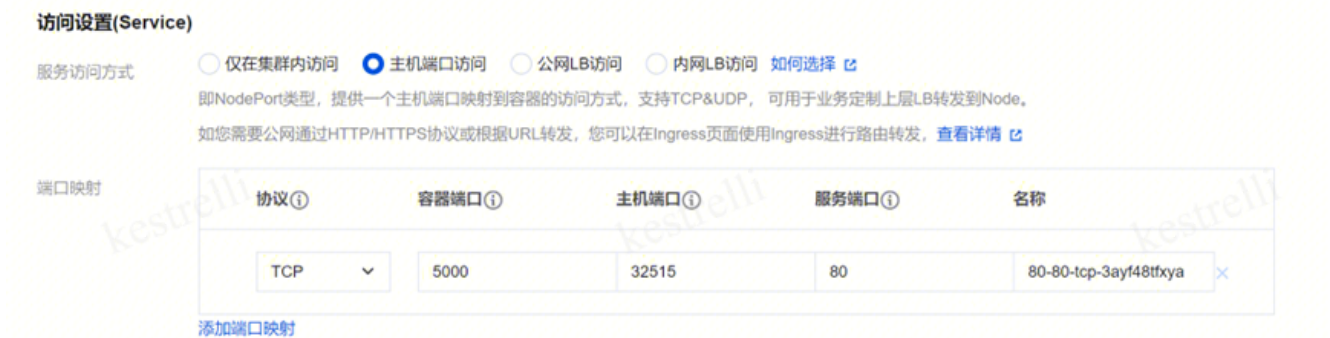 访问设置(Service)
服务访问方式 仅在集群内访问 主机端口访问 公网LB访问 内网LB访问 如何选择
即NodePort类型，提供一个主机端口映射到容器的访问方式，支持TCP&UDP， 可用于业务定制上层LB转发到Node。
如您需要公网通过HTTP/HTTPS协议或根据URL转发，您可以在Ingress页面使用Ingress进行路由转发，查看详情
端口映射
协议 容器端口 主机端口 服务端口 名称
TCP 5000 32515 80 80-80-tcp-3ayf48tfxya
添加端口映射
kestrelli kestrelli kestrelli